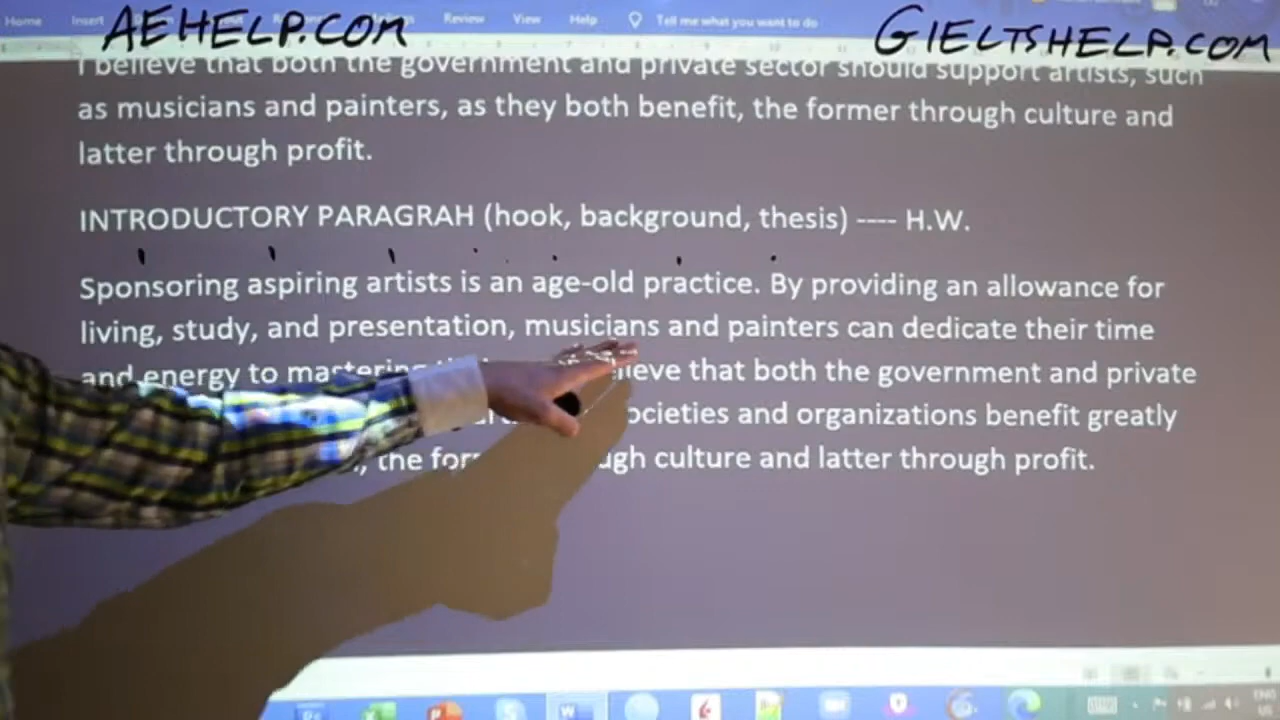 Home Insert Review View Help Tell me what you want to do
AEHELP.COM GIELTSHELP.COM
I believe that both the government and private sector should support artists, such
as musicians and painters, as they both benefit, the former through culture and
latter through profit.
INTRODUCTORY PARAGRAH (hook, background, thesis) ---- H.W.
Sponsoring aspiring artists is an age-old practice. By providing an allowance for
living, study, and presentation, musicians and painters can dedicate their time
and energy to mastering that both the government and private
and organizations benefit greatly
the culture and latter through profit.
ENG
US